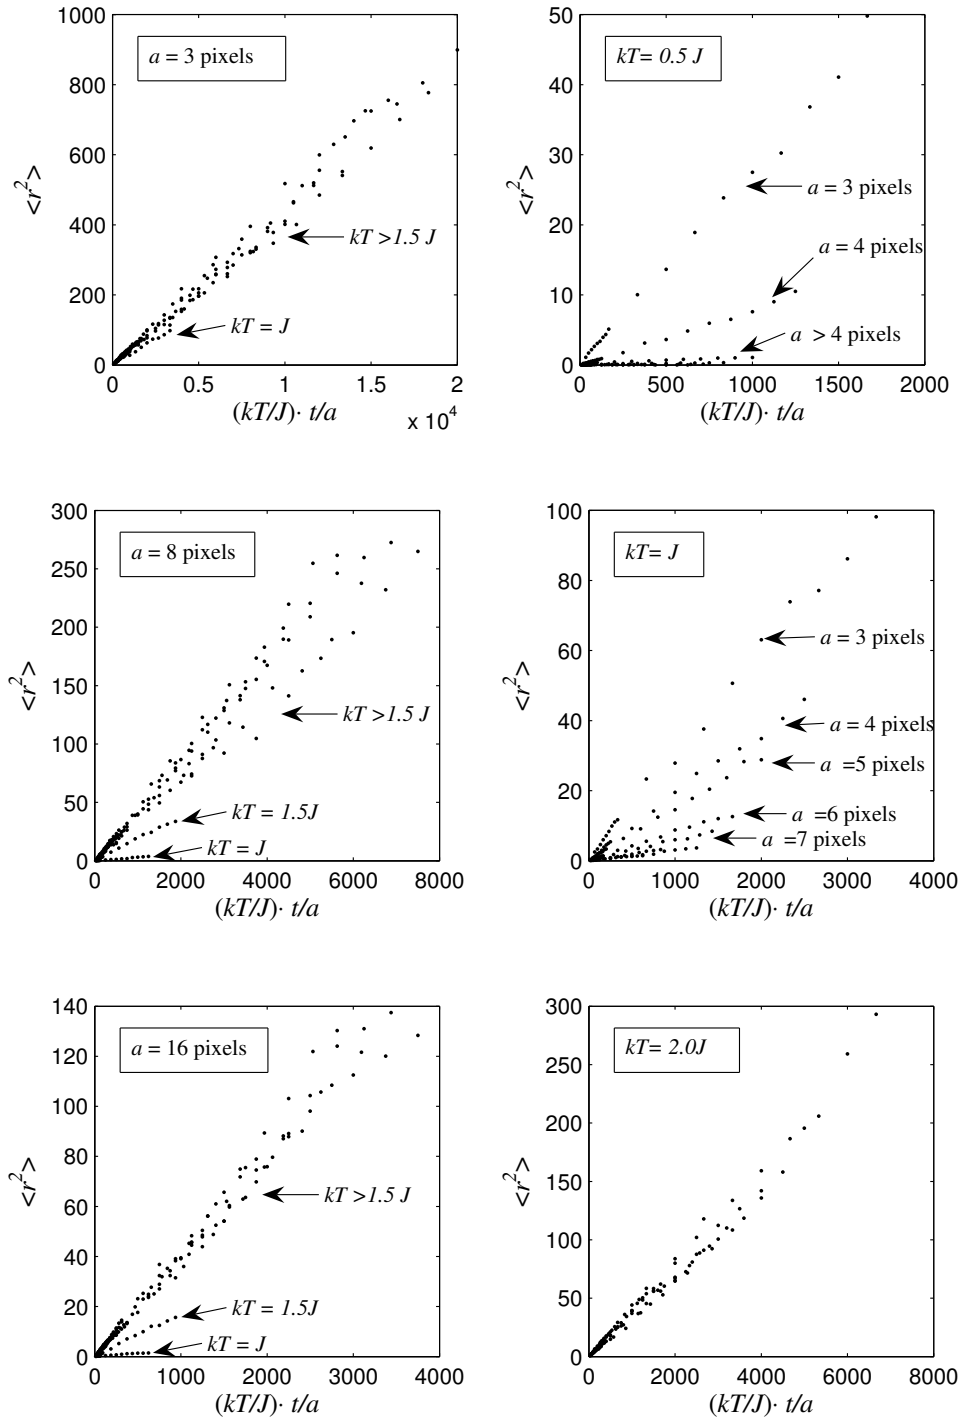 1000
800
600
400
200
0
<r²>
a = 3 pixels
kT >1.5 J
kT = J
0 0.5 1 1.5 2
x 10⁴
(kT/J)· t/a
50
40
30
20
10
0
<r²>
kT= 0.5 J
a = 3 pixels
a = 4 pixels
a > 4 pixels
0 500 1000 1500 2000
(kT/J)· t/a
300
250
200
150
100
50
0
<r²>
a = 8 pixels
kT >1.5 J
kT = 1.5J
kT = J
0 2000 4000 6000 8000
(kT/J)· t/a
100
80
60
40
20
0
<r²>
kT= J
a = 3 pixels
a = 4 pixels
a =5 pixels
a =6 pixels
a =7 pixels
0 1000 2000 3000 4000
(kT/J)· t/a
140
120
100
80
60
40
20
0
<r²>
a = 16 pixels
kT >1.5 J
kT = 1.5J
kT = J
0 1000 2000 3000 4000
(kT/J)· t/a
300
250
200
150
100
50
0
<r²>
kT= 2.0J
0 2000 4000 6000 8000
(kT/J)· t/a